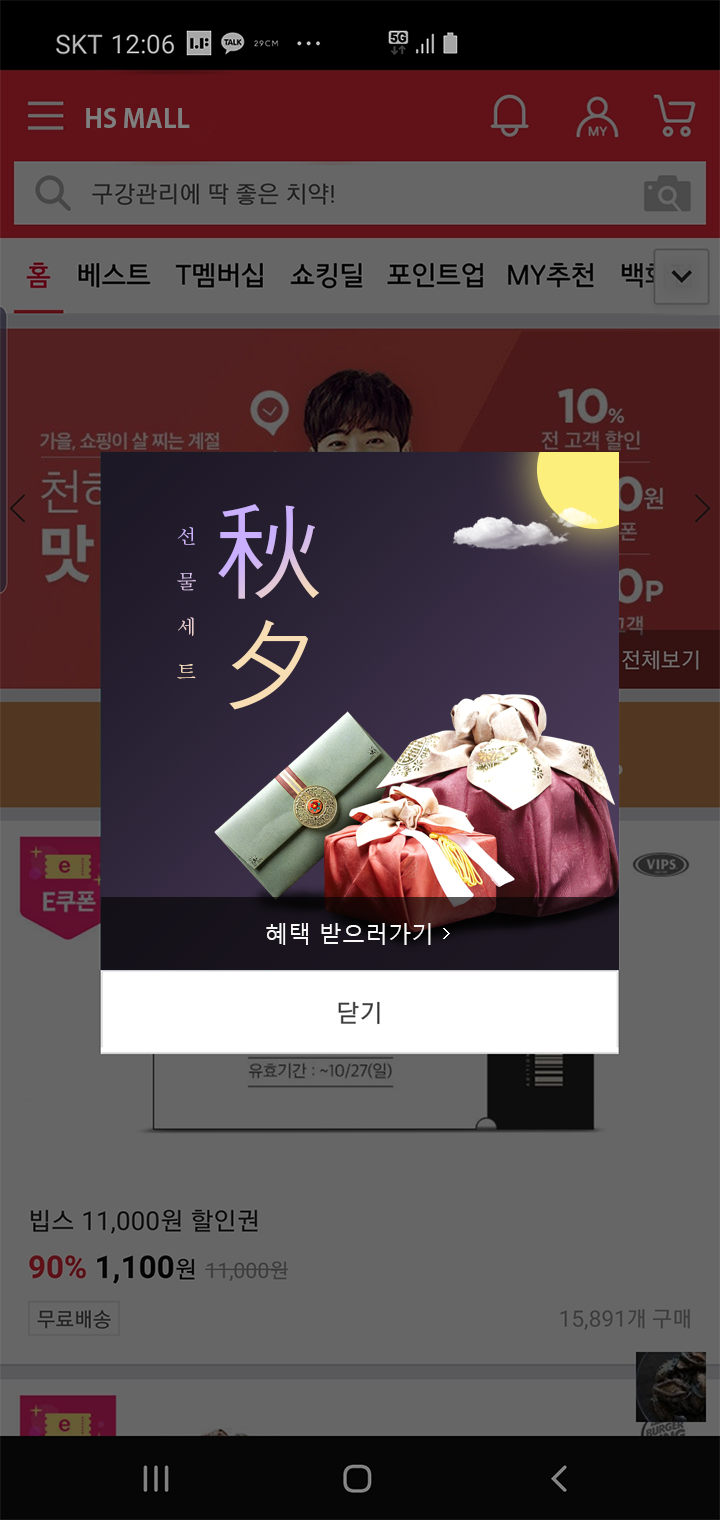 SKT 12:06
LF
TALK
29CM
5G
HS MALL
MY
구강관리에 딱 좋은 치약!
홈 베스트 T멤버십 쇼킹딜 포인트업 MY추천
가을, 쇼핑이 살 찌는 계절
맛
10%
전 고객 할인
0원
0P
고객
전체보기
秋夕
선물세트
혜택 받으러가기 >
닫기
e
E쿠폰
VIPS
유효기간 : ~10/27(일)
빕스 11,000원 할인권
90% 1,100원 11,000원
무료배송
15,891개 구매
e
BURGER